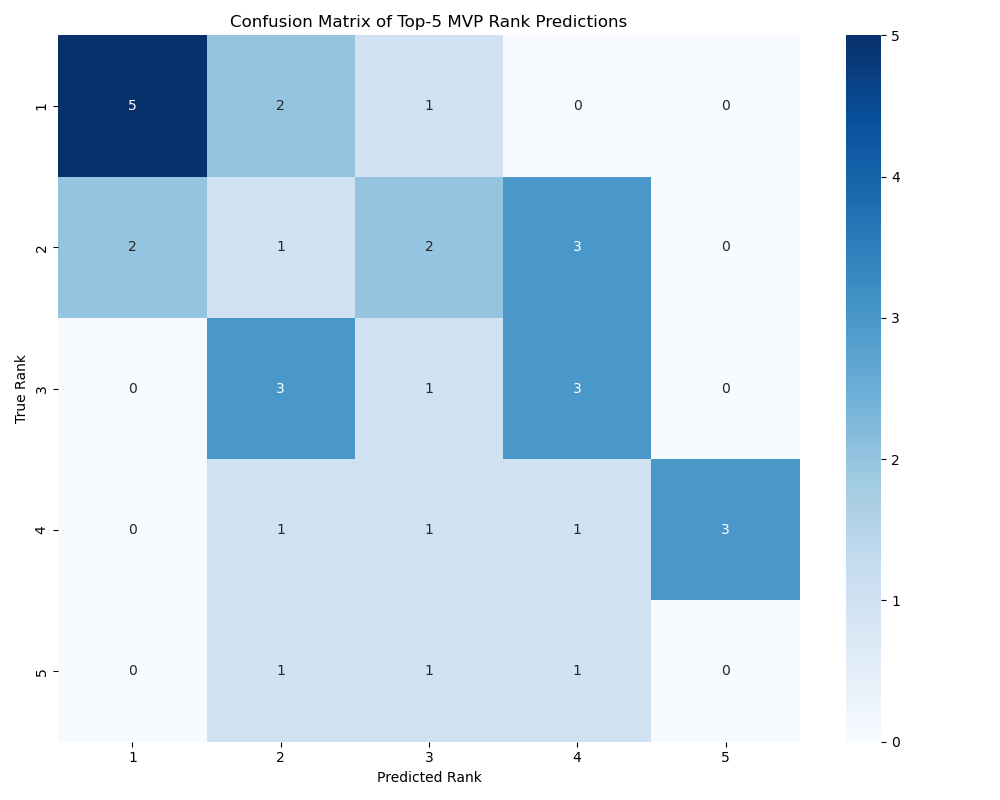 Confusion Matrix of Top-5 MVP Rank Predictions
5 2 1 0 0
2 1 2 3 0
0 3 1 3 0
0 1 1 1 3
0 1 1 1 0
1
2
3
4
5
True Rank
1 2 3 4 5
Predicted Rank
5
4
3
2
1
0